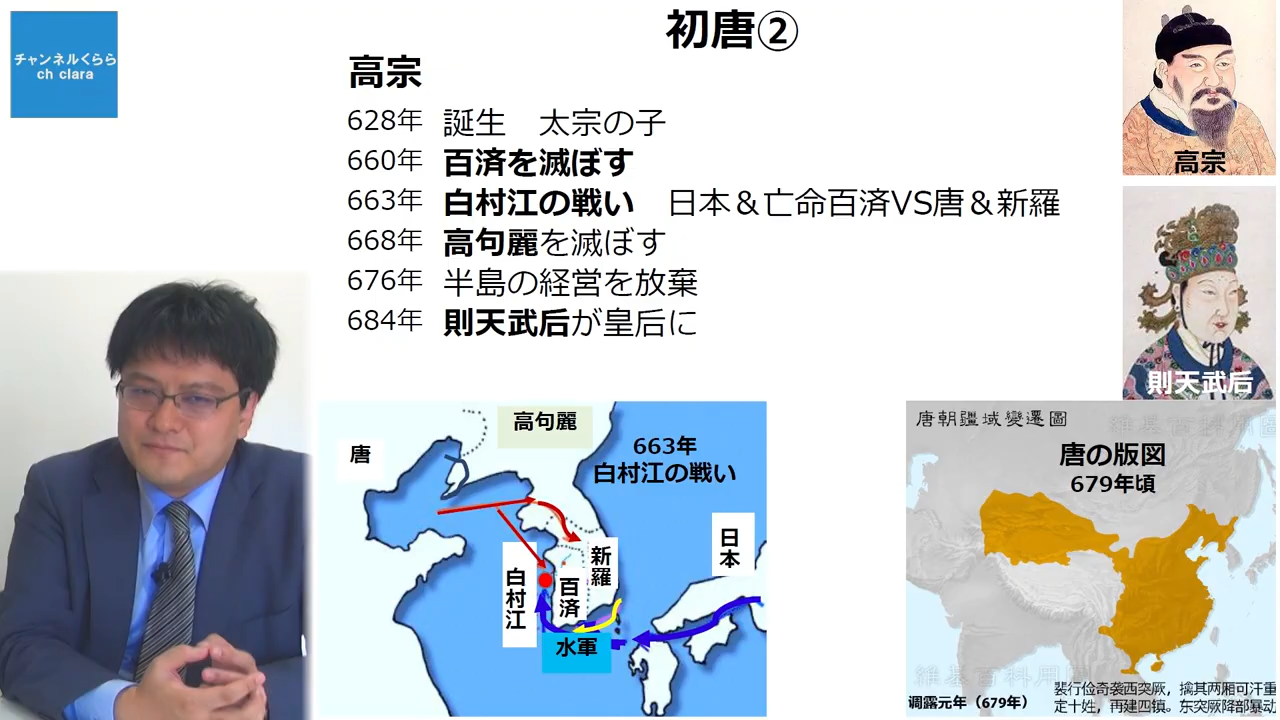 チャンネルくらら
ch clara
初唐②
高宗
628年 誕生　太宗の子
660年 百済を滅ぼす
663年 白村江の戦い　日本＆亡命百済VS唐＆新羅
668年 高句麗を滅ぼす
676年 半島の経営を放棄
684年 則天武后が皇后に
高宗
則天武后
高句麗
唐
663年
白村江の戦い
日本
新羅
百済
白村江
水軍
唐朝疆域變遷圖
唐の版図
679年頃
維基百科用圖
调露元年（679年）
裴行俭奇袭西突厥，擒其两厢可汗重
定十姓，再建四镇。东突厥降部暴动